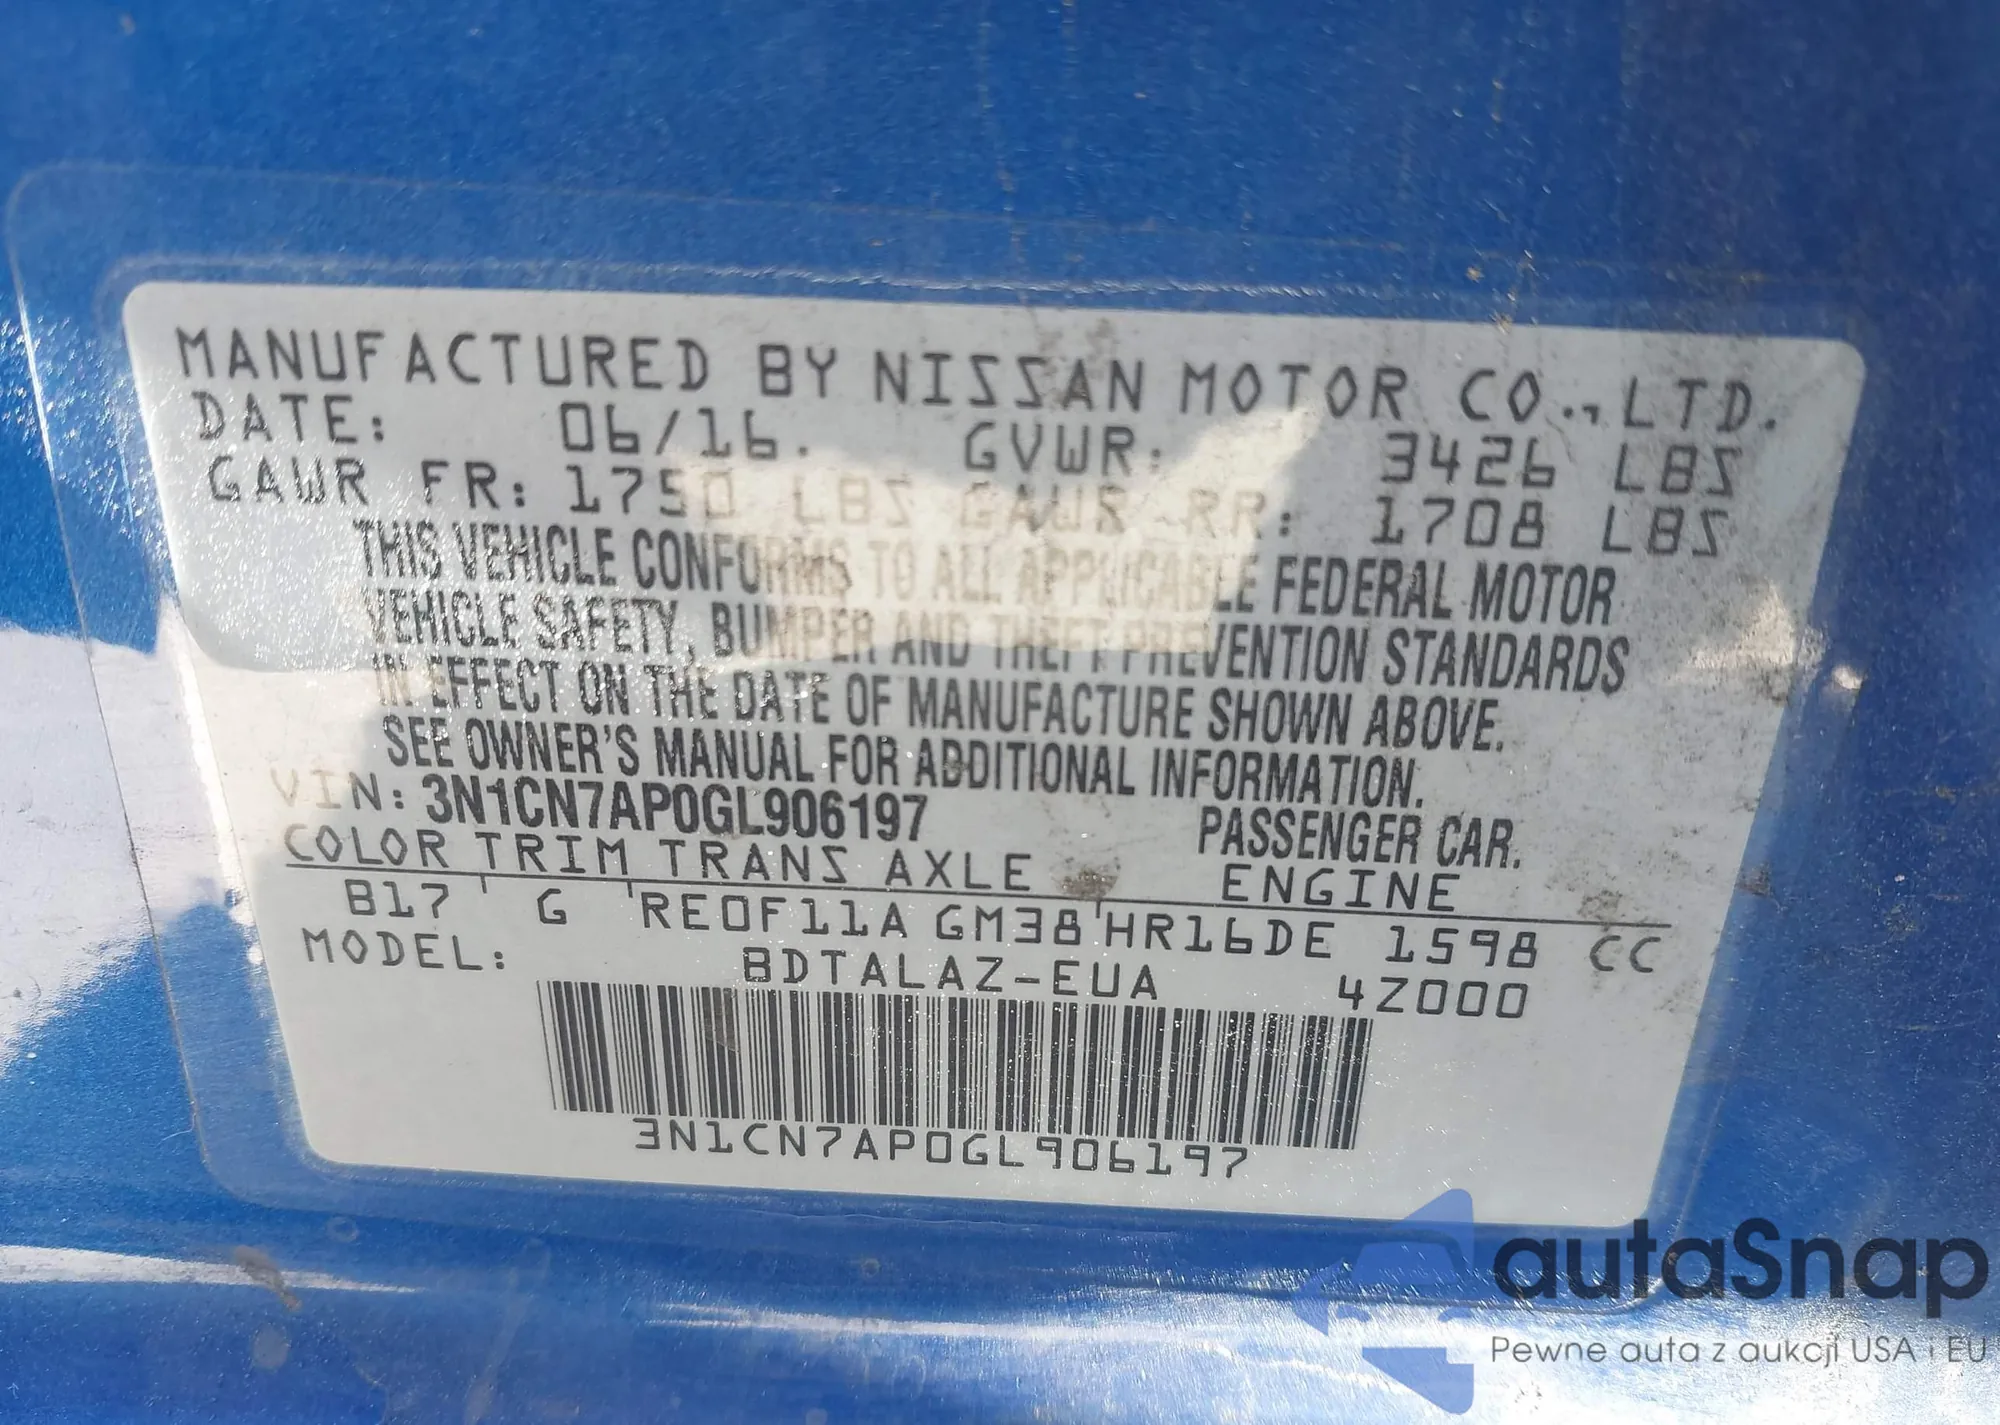 MANUFACTURED BY NISSAN MOTOR CO., LTD.
DATE: 06/16. GVWR: 3426 LBS
GAWR FR: 1750 LBS GAWR RR: 1708 LBS
THIS VEHICLE CONFORMS TO ALL APPLICABLE FEDERAL MOTOR
VEHICLE SAFETY, BUMPER AND THEFT PREVENTION STANDARDS
IN EFFECT ON THE DATE OF MANUFACTURE SHOWN ABOVE.
SEE OWNER'S MANUAL FOR ADDITIONAL INFORMATION.
VIN: 3N1CN7AP0GL906197 PASSENGER CAR.
COLOR TRIM TRANS AXLE ENGINE
B17 G RE0F11A GM38 HR16DE 1598 CC
MODEL: BDTALAZ-EUA 4Z000
3N1CN7AP0GL906197
autaSnap
Pewne auta z aukcji USA i EU